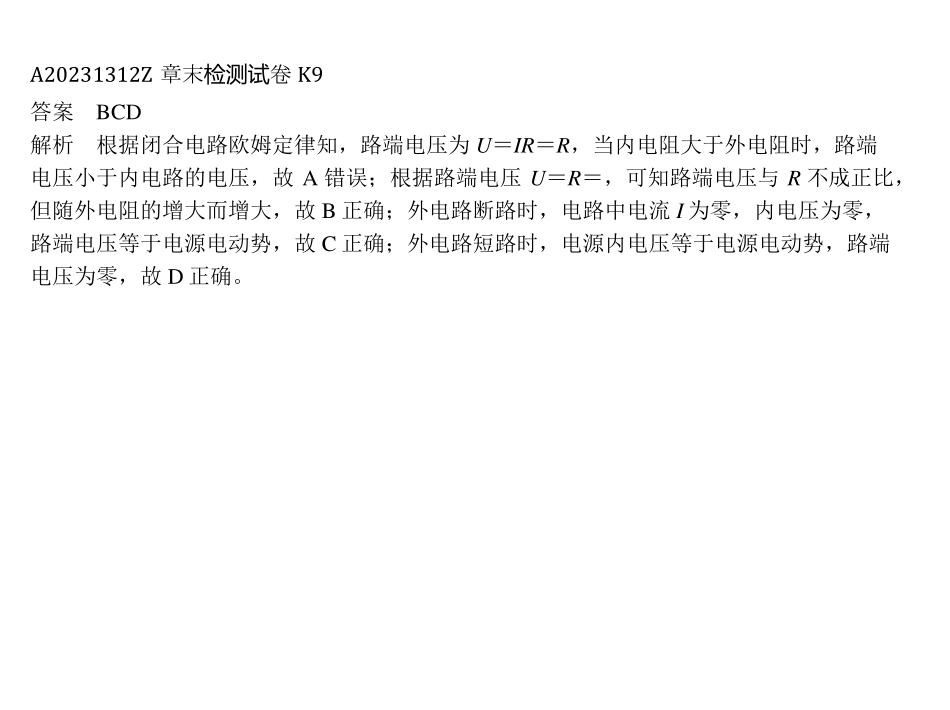 A20231312Z 章末检测试卷 K9
答案　BCD
解析　根据闭合电路欧姆定律知，路端电压为 U＝IR＝R，当内电阻大于外电阻时，路端
电压小于内电路的电压，故 A 错误；根据路端电压 U＝R＝，可知路端电压与 R 不成正比，
但随外电阻的增大而增大，故 B 正确；外电路断路时，电路中电流 I 为零，内电压为零，
路端电压等于电源电动势，故 C 正确；外电路短路时，电源内电压等于电源电动势，路端
电压为零，故 D 正确。